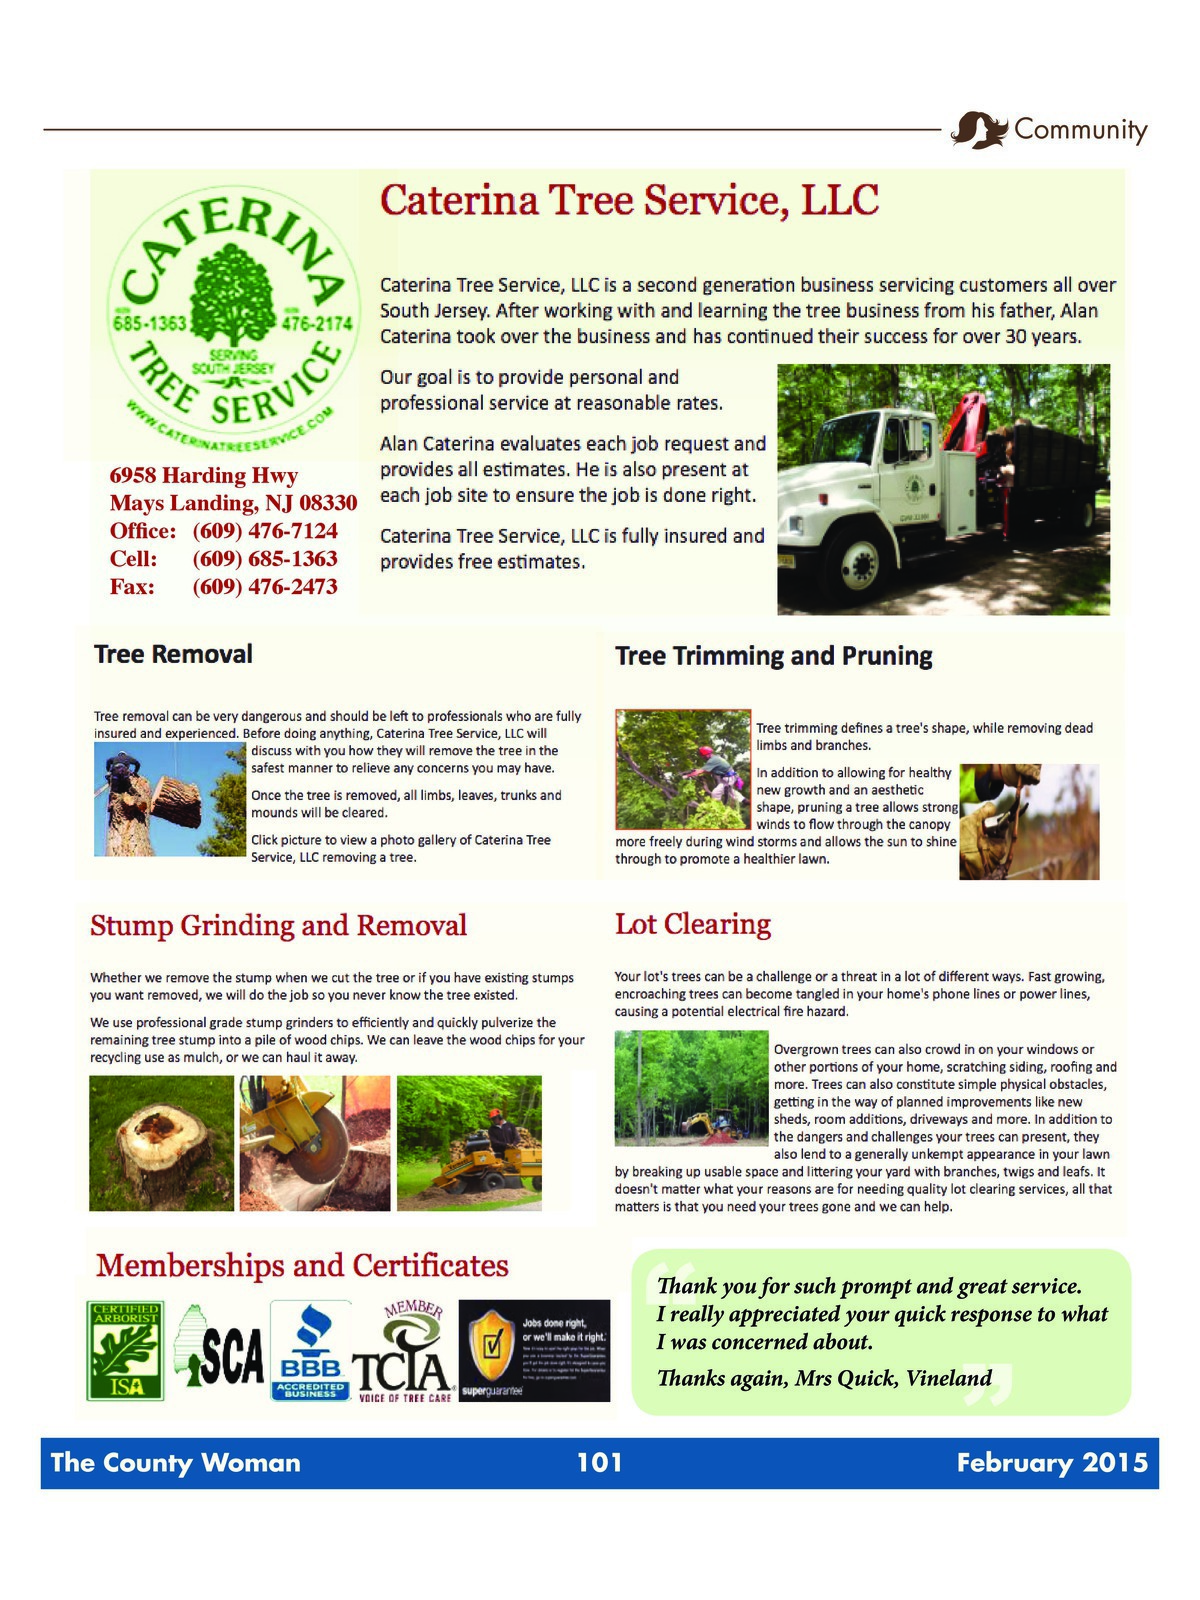 Community
CATERINA
685-1363
476-2174
SERVING
SOUTH JERSEY
TREE SERVICE
WWW.CATERINATREESERVICE.COM
6958 Harding Hwy
Mays Landing, NJ 08330
Office: (609) 476-7124
Cell: (609) 685-1363
Fax: (609) 476-2473
Caterina Tree Service, LLC
Caterina Tree Service, LLC is a second generation business servicing customers all over
South Jersey. After working with and learning the tree business from his father, Alan
Caterina took over the business and has continued their success for over 30 years.
Our goal is to provide personal and
professional service at reasonable rates.
Alan Caterina evaluates each job request and
provides all estimates. He is also present at
each job site to ensure the job is done right.
Caterina Tree Service, LLC is fully insured and
provides free estimates.
Tree Removal
Tree removal can be very dangerous and should be left to professionals who are fully
insured and experienced. Before doing anything, Caterina Tree Service, LLC will
discuss with you how they will remove the tree in the
safest manner to relieve any concerns you may have.
Once the tree is removed, all limbs, leaves, trunks and
mounds will be cleared.
Click picture to view a photo gallery of Caterina Tree
Service, LLC removing a tree.
Tree Trimming and Pruning
Tree trimming defines a tree's shape, while removing dead
limbs and branches.
In addition to allowing for healthy
new growth and an aesthetic
shape, pruning a tree allows strong
winds to flow through the canopy
more freely during wind storms and allows the sun to shine
through to promote a healthier lawn.
Stump Grinding and Removal
Whether we remove the stump when we cut the tree or if you have existing stumps
you want removed, we will do the job so you never know the tree existed.
We use professional grade stump grinders to efficiently and quickly pulverize the
remaining tree stump into a pile of wood chips. We can leave the wood chips for your
recycling use as mulch, or we can haul it away.
Lot Clearing
Your lot's trees can be a challenge or a threat in a lot of different ways. Fast growing,
encroaching trees can become tangled in your home's phone lines or power lines,
causing a potential electrical fire hazard.
Overgrown trees can also crowd in on your windows or
other portions of your home, scratching siding, roofing and
more. Trees can also constitute simple physical obstacles,
getting in the way of planned improvements like new
sheds, room additions, driveways and more. In addition to
the dangers and challenges your trees can present, they
also lend to a generally unkempt appearance in your lawn
by breaking up usable space and littering your yard with branches, twigs and leafs. It
doesn't matter what your reasons are for needing quality lot clearing services, all that
matters is that you need your trees gone and we can help.
Memberships and Certificates
CERTIFIED
ARBORIST
ISA
SCA
BBB
ACCREDITED
BUSINESS
MEMBER
TCIA
VOICE OF TREE CARE
Jobs done right,
or we'll make it right.
superguarantee
“Thank you for such prompt and great service.
I really appreciated your quick response to what
I was concerned about.
Thanks again, Mrs Quick, Vineland”
The County Woman 101 February 2015